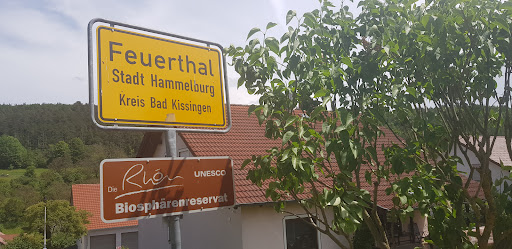 Feuerthal
Stadt Hammelburg
Kreis Bad Kissingen
Die Rhön UNESCO
Biosphärenreservat